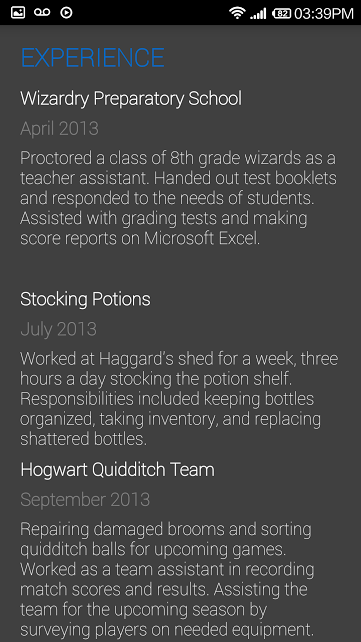 82 03:39PM
EXPERIENCE
Wizardry Preparatory School
April 2013
Proctored a class of 8th grade wizards as a
teacher assistant. Handed out test booklets
and responded to the needs of students.
Assisted with grading tests and making
score reports on Microsoft Excel.
Stocking Potions
July 2013
Worked at Haggard's shed for a week, three
hours a day stocking the potion shelf.
Responsibilities included keeping bottles
organized, taking inventory, and replacing
shattered bottles.
Hogwart Quidditch Team
September 2013
Repairing damaged brooms and sorting
quidditch balls for upcoming games.
Worked as a team assistant in recording
match scores and results. Assisting the
team for the upcoming season by
surveying players on needed equipment.